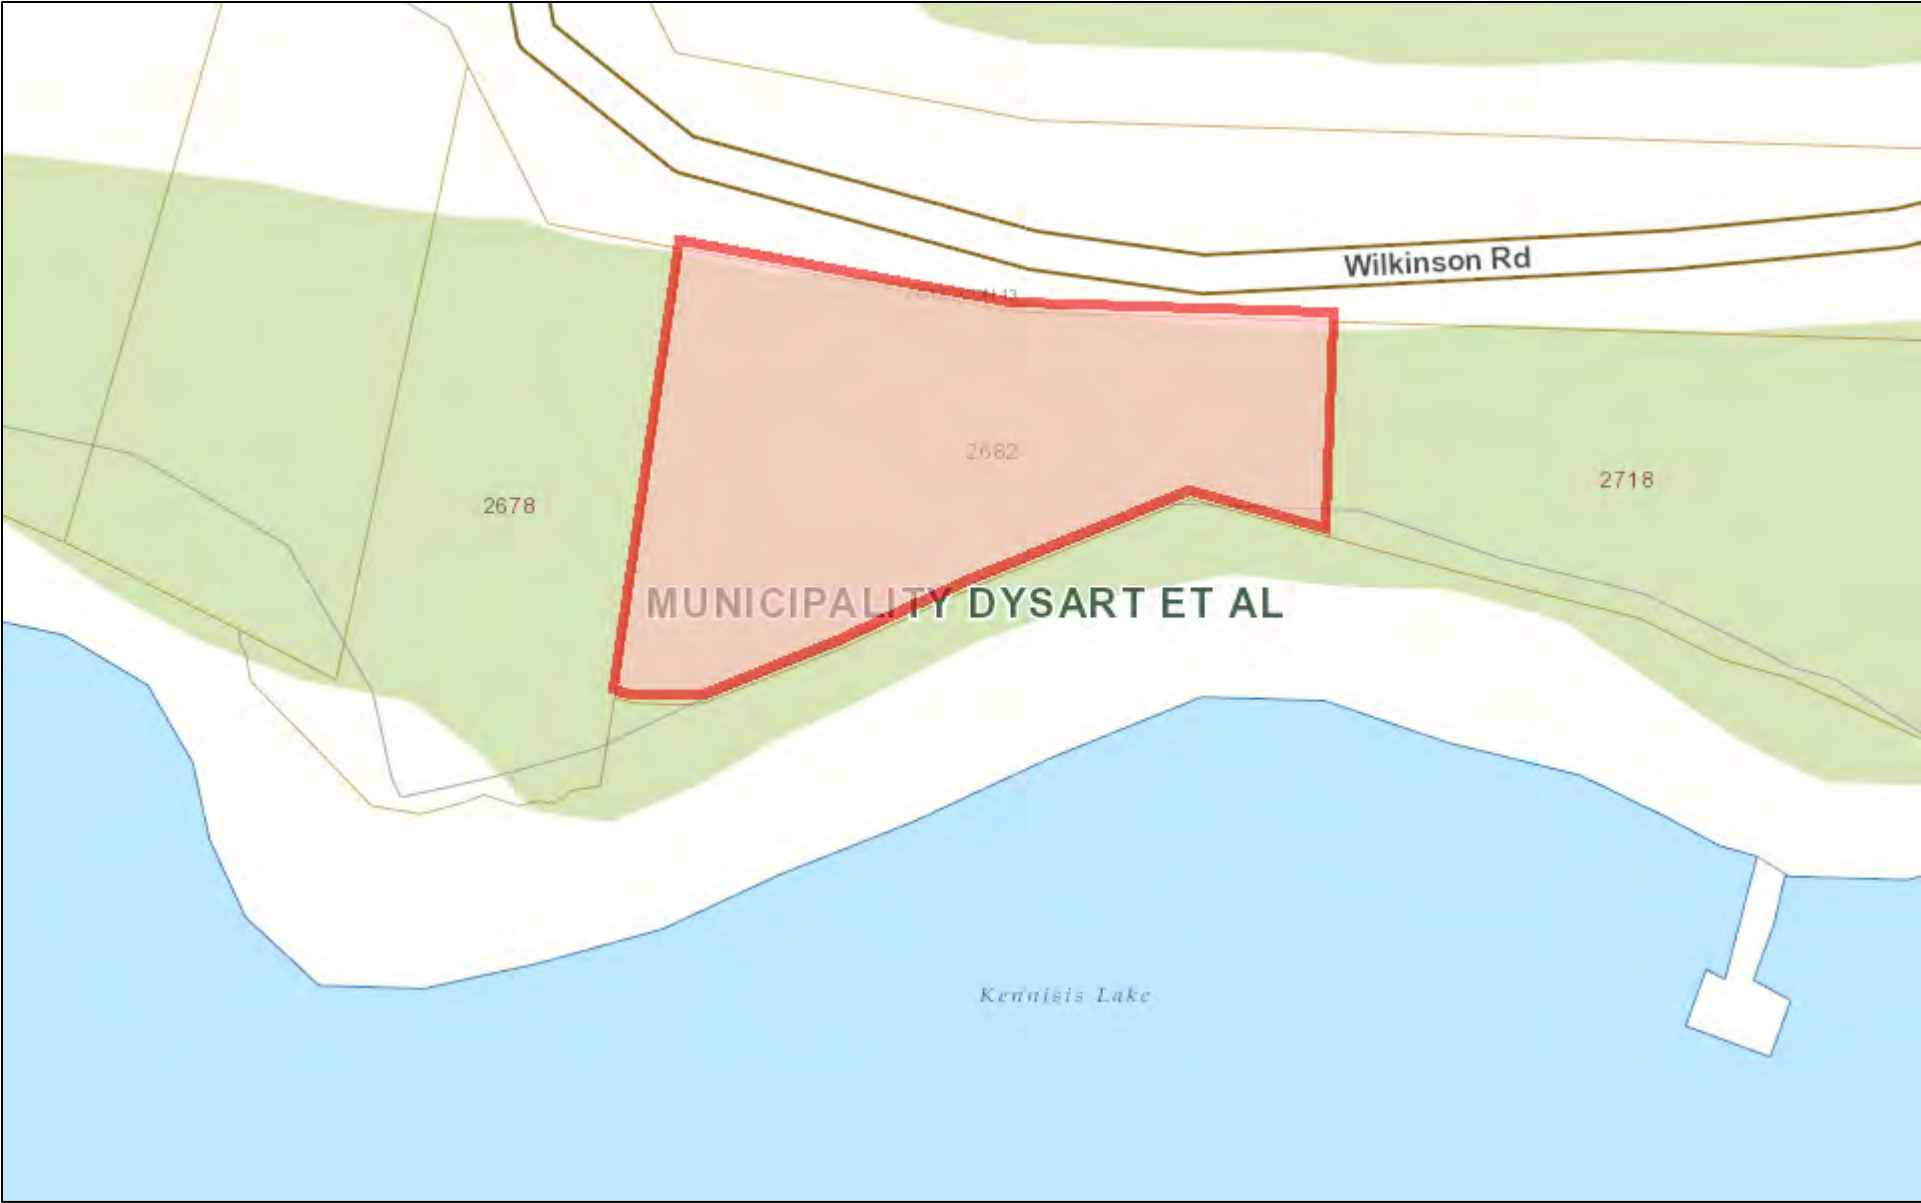 Wilkinson Rd
2682
2718
2678
MUNICIPALITY DYSART ET AL
Kennisis Lake